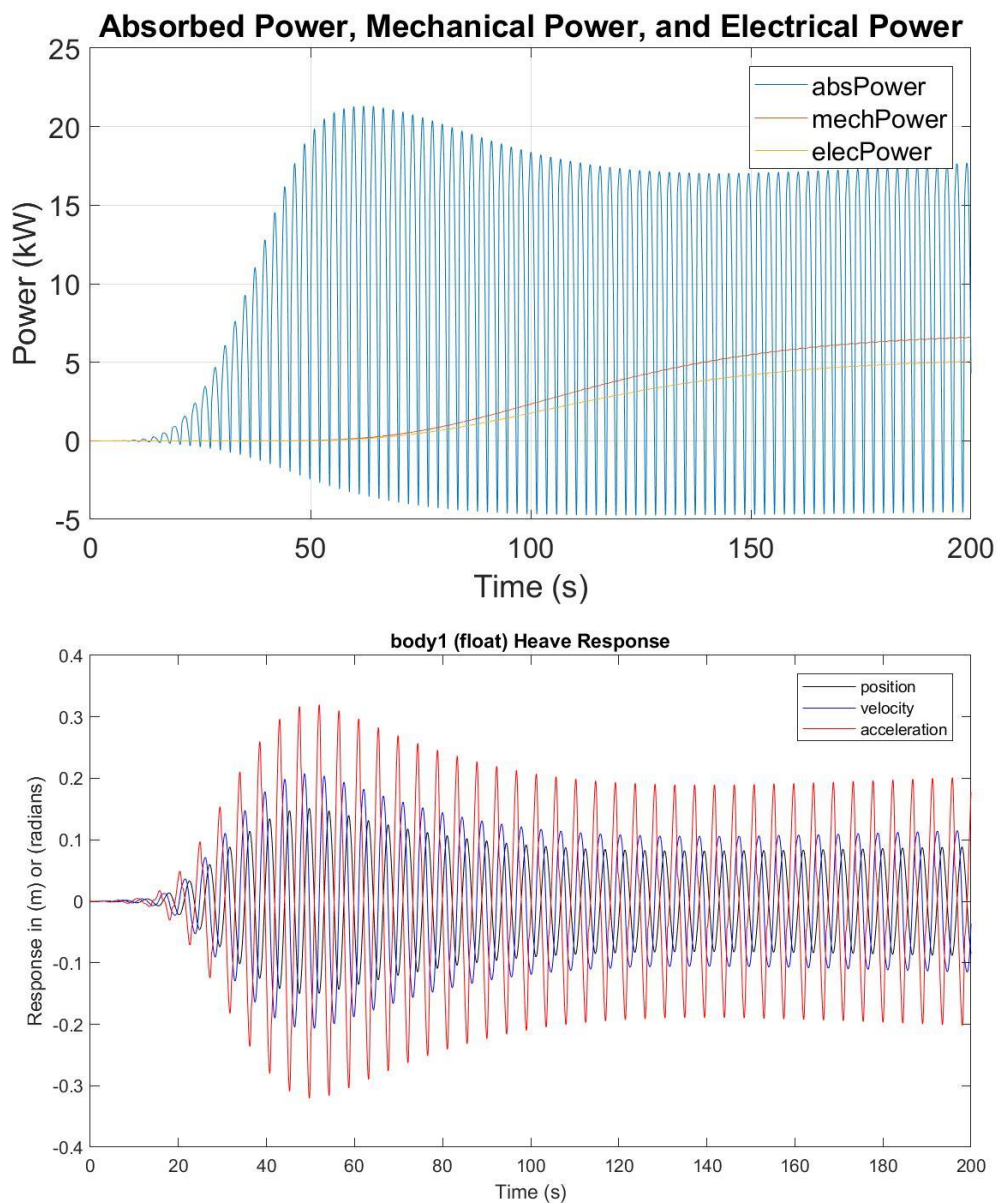 Absorbed Power, Mechanical Power, and Electrical Power
25
20
15
10
5
0
-5
Power (kW)
absPower
mechPower
elecPower
0
50
100
150
200
Time (s)
body1 (float) Heave Response
0.4
0.3
0.2
0.1
0
-0.1
-0.2
-0.3
-0.4
Response in (m) or (radians)
position
velocity
acceleration
0
20
40
60
80
100
120
140
160
180
200
Time (s)